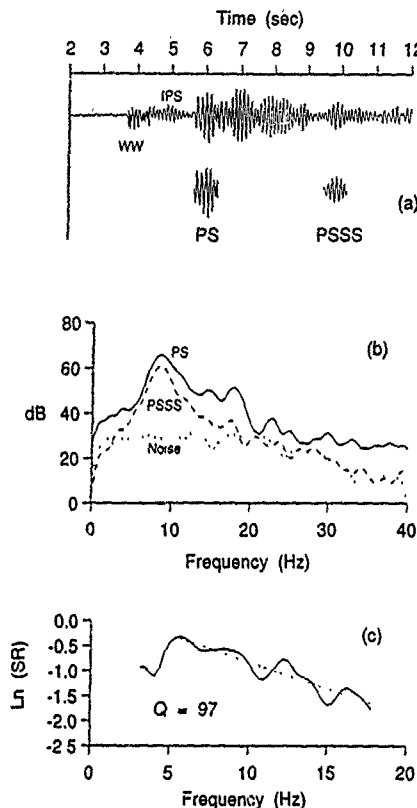 Time (sec)
2 3 4 5 6 7 8 9 10 11 12
IPS
WW
(a)
PS PSSS
80
60
40
20
0
dB
(b)
PS
PSSS
Noise
0 10 20 30 40
Frequency (Hz)
0.0
-0.5
-1.0
-1.5
-2.0
-2 5
Ln (SR)
(c)
Q = 97
0 5 10 15 20
Frequency (Hz)